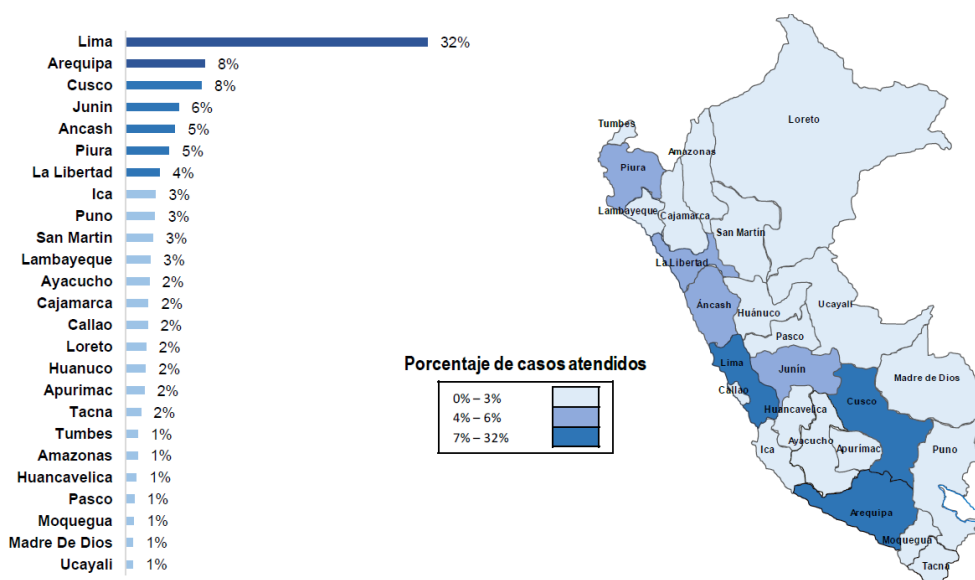 Lima 32%
Arequipa 8%
Cusco 8%
Junin 6%
Ancash 5%
Piura 5%
La Libertad 4%
Ica 3%
Puno 3%
San Martin 3%
Lambayeque 3%
Ayacucho 2%
Cajamarca 2%
Callao 2%
Loreto 2%
Huanuco 2%
Apurimac 2%
Tacna 2%
Tumbes 1%
Amazonas 1%
Huancavelica 1%
Pasco 1%
Moquegua 1%
Madre De Dios 1%
Ucayali 1%
Porcentaje de casos atendidos
0% – 3%
4% – 6%
7% – 32%
Loreto
Tumbes
Amazonas
Piura
Lambayeque
Cajamarca
San Martín
La Libertad
Áncash
Huánuco
Ucayali
Pasco
Lima
Junín
Callao
Madre de Dios
Cusco
Huancavelica
Ayacucho
Apurímac
Ica
Puno
Arequipa
Moquegua
Tacna